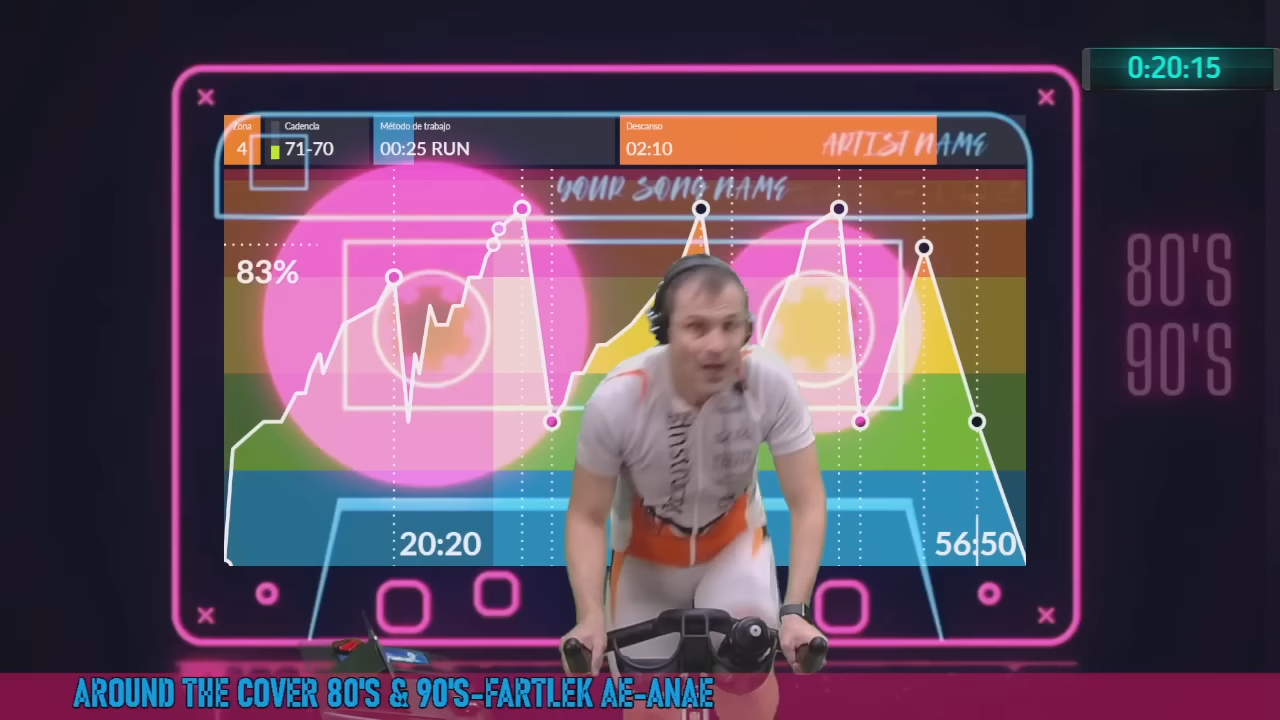 0:20:15
Zona
4
Cadencia
71-70
Método de trabajo
00:25 RUN
Descanso
02:10
ARTIST NAME
YOUR SONG NAME
83%
80'S
90'S
20:20
56:50
AROUND THE COVER 80'S & 90'S-FARTLEK AE-ANAE